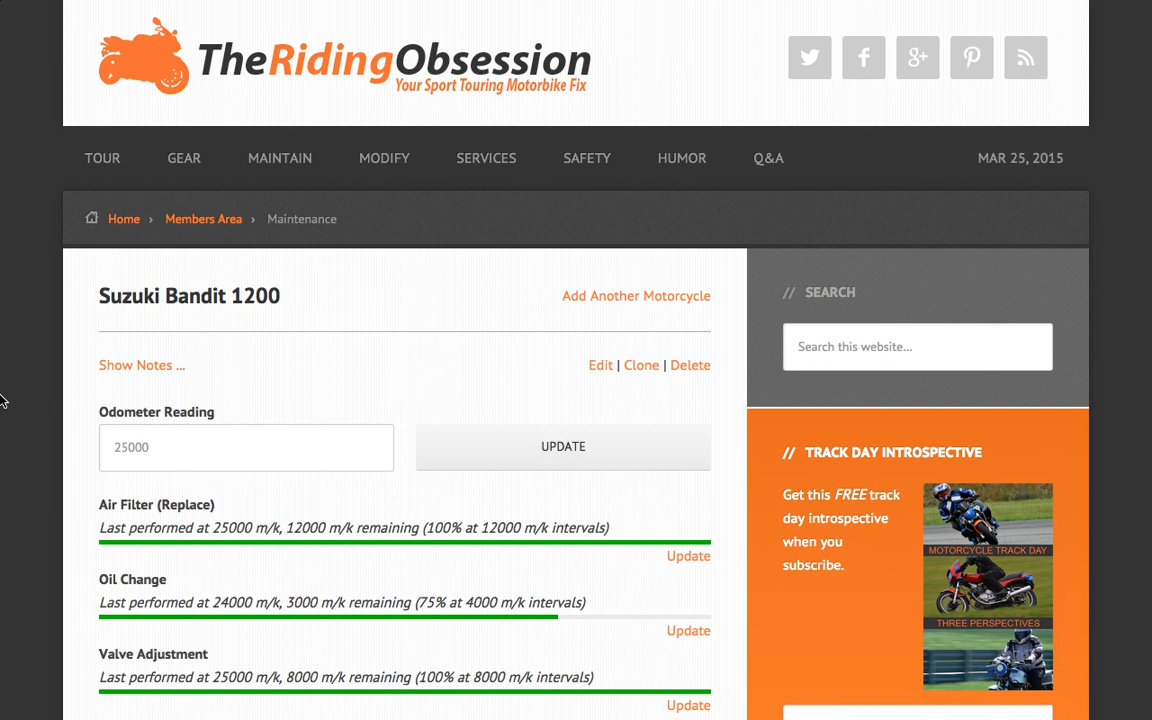 TheRidingObsession
Your Sport Touring Motorbike Fix
TOUR GEAR MAINTAIN MODIFY SERVICES SAFETY HUMOR Q&A MAR 25, 2015
Home › Members Area › Maintenance
Suzuki Bandit 1200
Add Another Motorcycle
Show Notes ...
Edit | Clone | Delete
Odometer Reading
25000
UPDATE
Air Filter (Replace)
Last performed at 25000 m/k, 12000 m/k remaining (100% at 12000 m/k intervals)
Update
Oil Change
Last performed at 24000 m/k, 3000 m/k remaining (75% at 4000 m/k intervals)
Update
Valve Adjustment
Last performed at 25000 m/k, 8000 m/k remaining (100% at 8000 m/k intervals)
Update
// SEARCH
Search this website...
// TRACK DAY INTROSPECTIVE
Get this FREE track
day introspective
when you
subscribe.
MOTORCYCLE TRACK DAY
THREE PERSPECTIVES